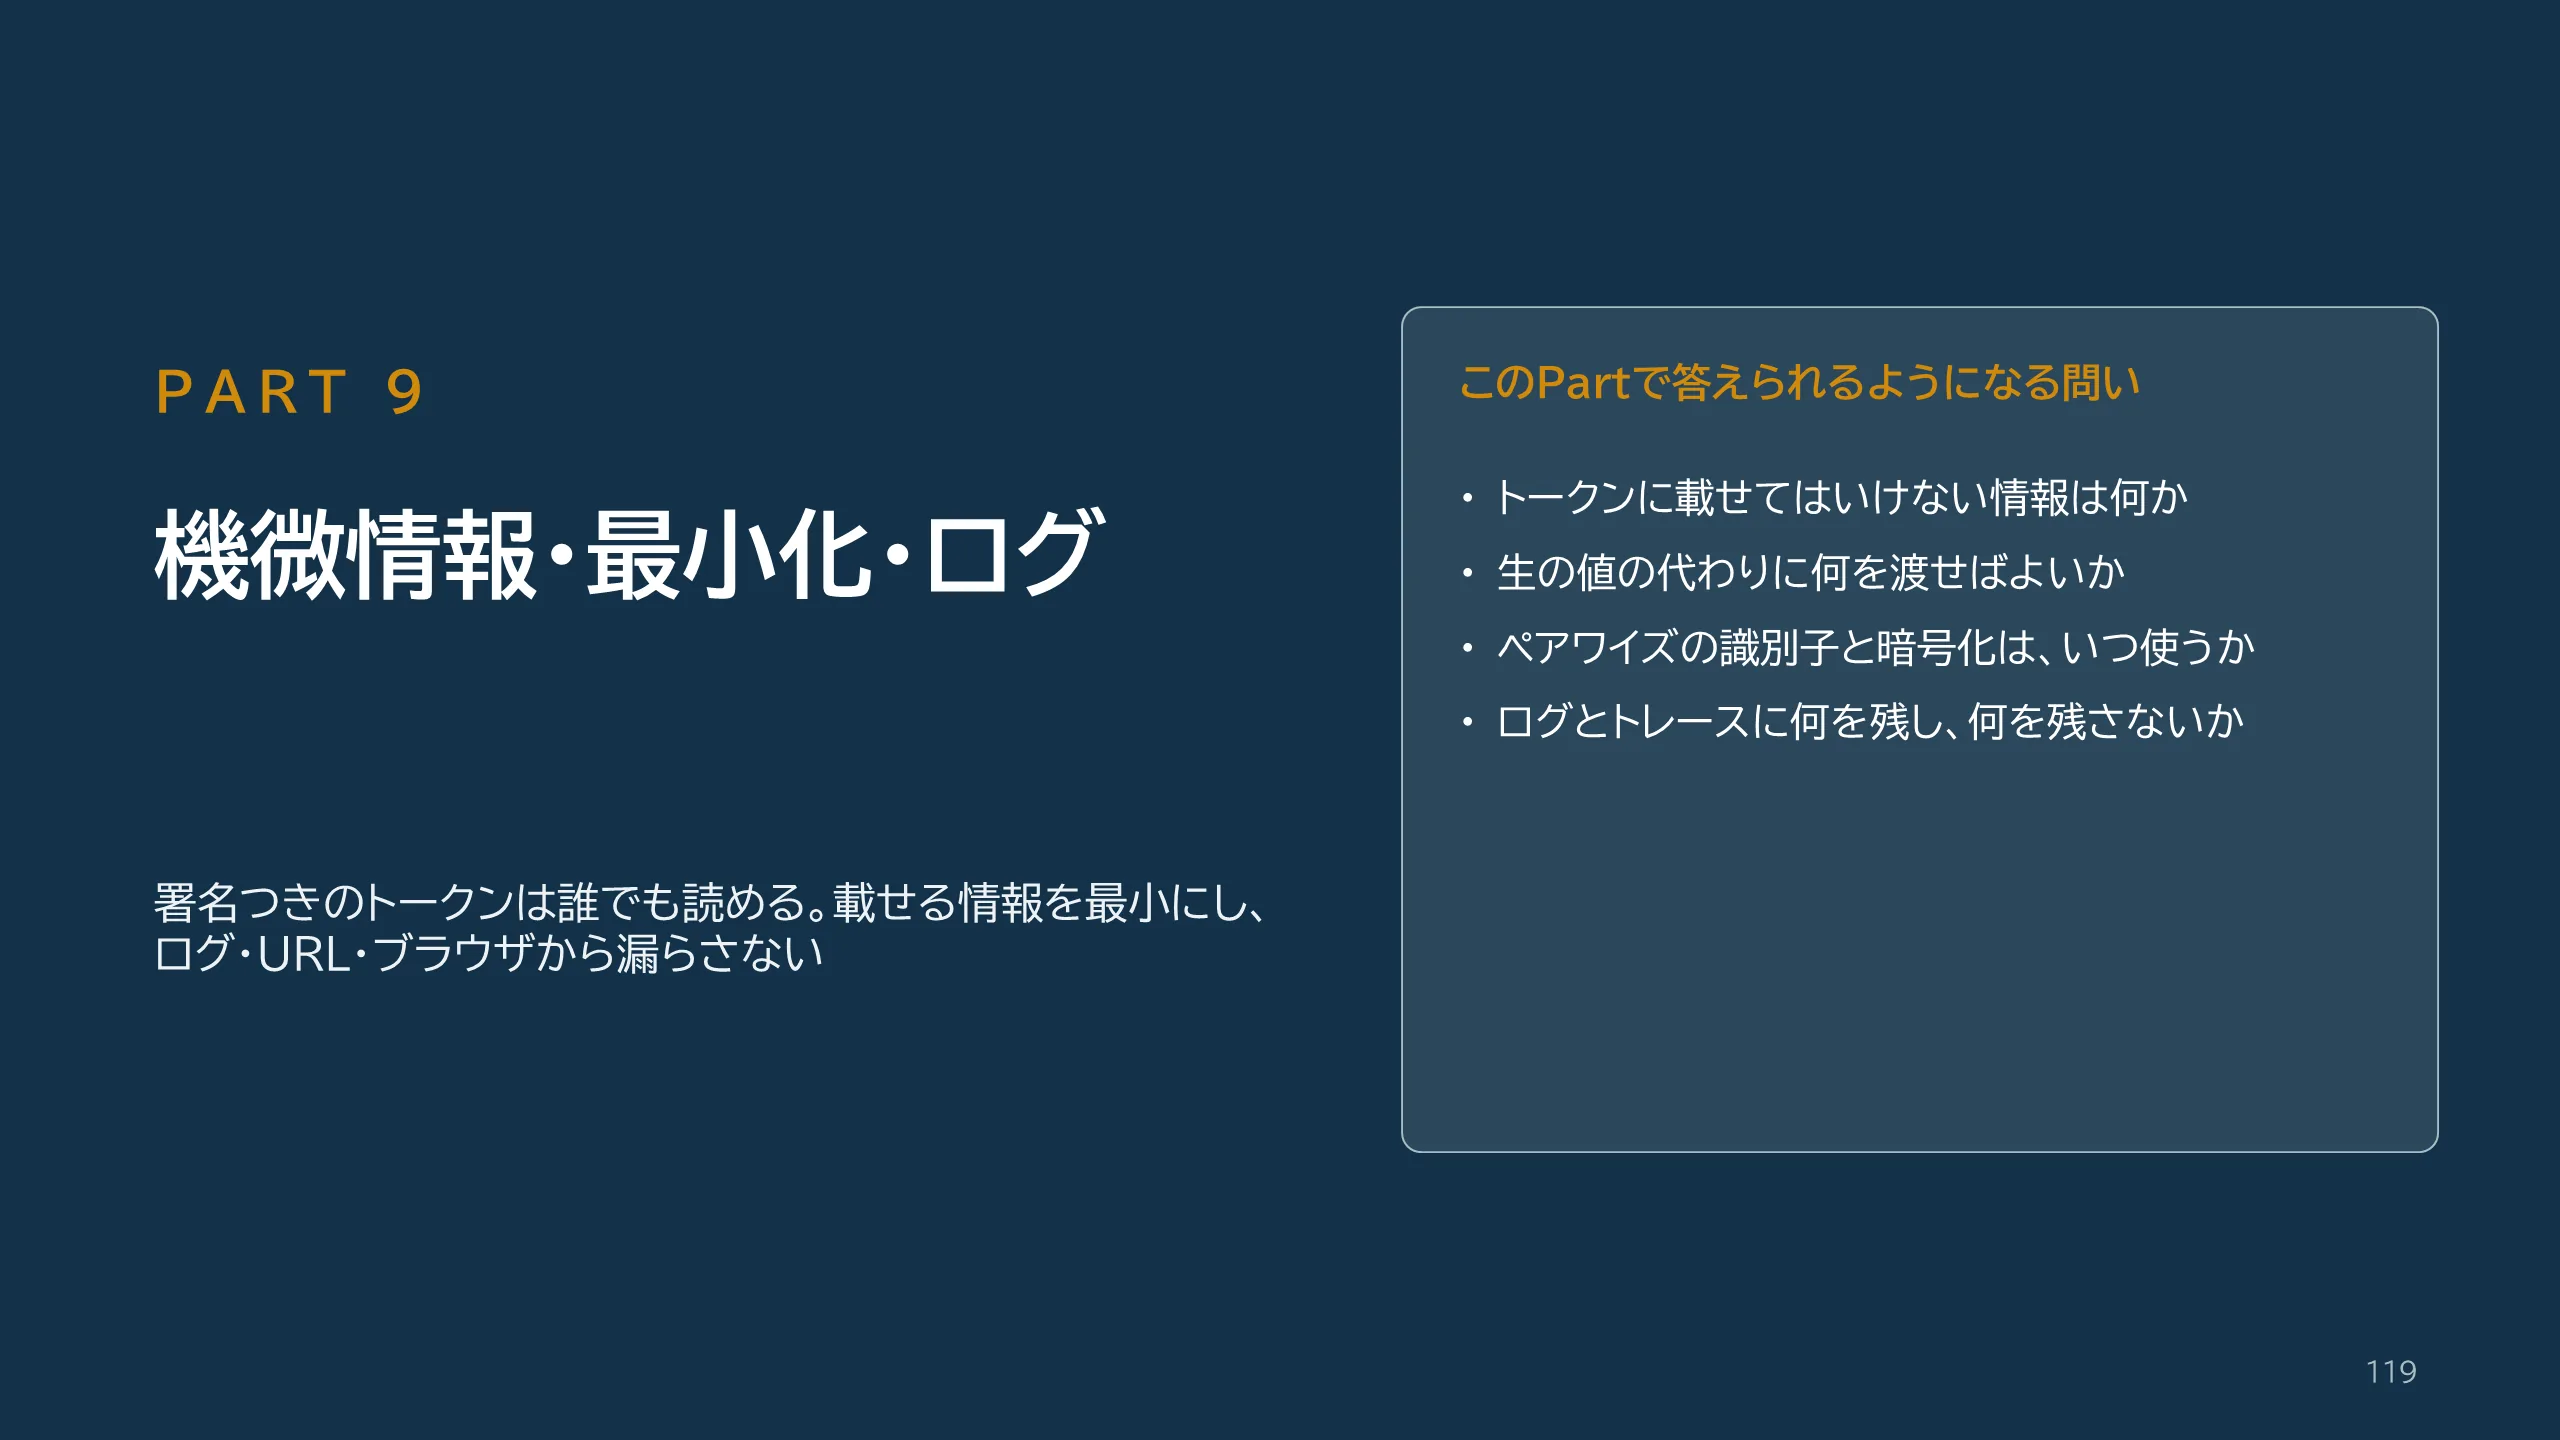 PART 9
機微情報・最小化・ログ
署名つきのトークンは誰でも読める。載せる情報を最小にし、
ログ・URL・ブラウザから漏らさない
このPartで答えられるようになる問い
• トークンに載せてはいけない情報は何か
• 生の値の代わりに何を渡せばよいか
• ペアワイズの識別子と暗号化は、いつ使うか
• ログとトレースに何を残し、何を残さないか
119